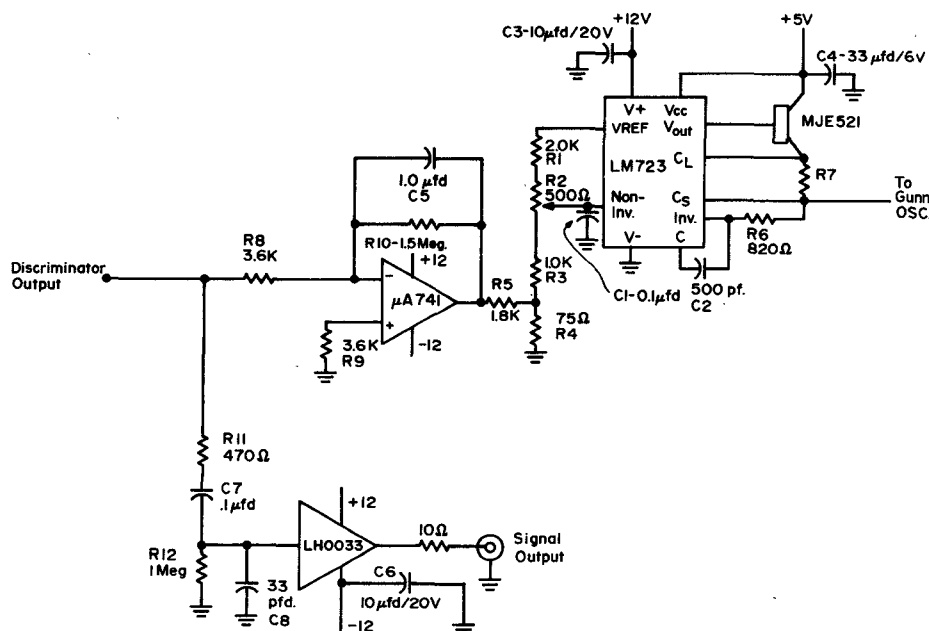 +12V
+5V
C3-10μfd/20V
C4-33μfd/6V
V+
Vcc
VREF
Vout
MJE521
2.0K
R1
LM723
CL
R7
R2
500Ω
Non-
Inv.
CS
To
Gunn
OSC.
Inv.
V-
C
R6
820Ω
1.0K
R3
C1-0.1μfd
500 pf.
C2
1.0 μfd
C5
R10-1.5Meg.
R8
3.6K
Discriminator
Output
+12
-
μA741
+
R5
1.8K
75Ω
R4
-12
3.6K
R9
R11
470Ω
C7
.1μfd
+12
LH0033
10Ω
Signal
Output
R12
1Meg
33
pfd.
C8
C6
10μfd/20V
-12